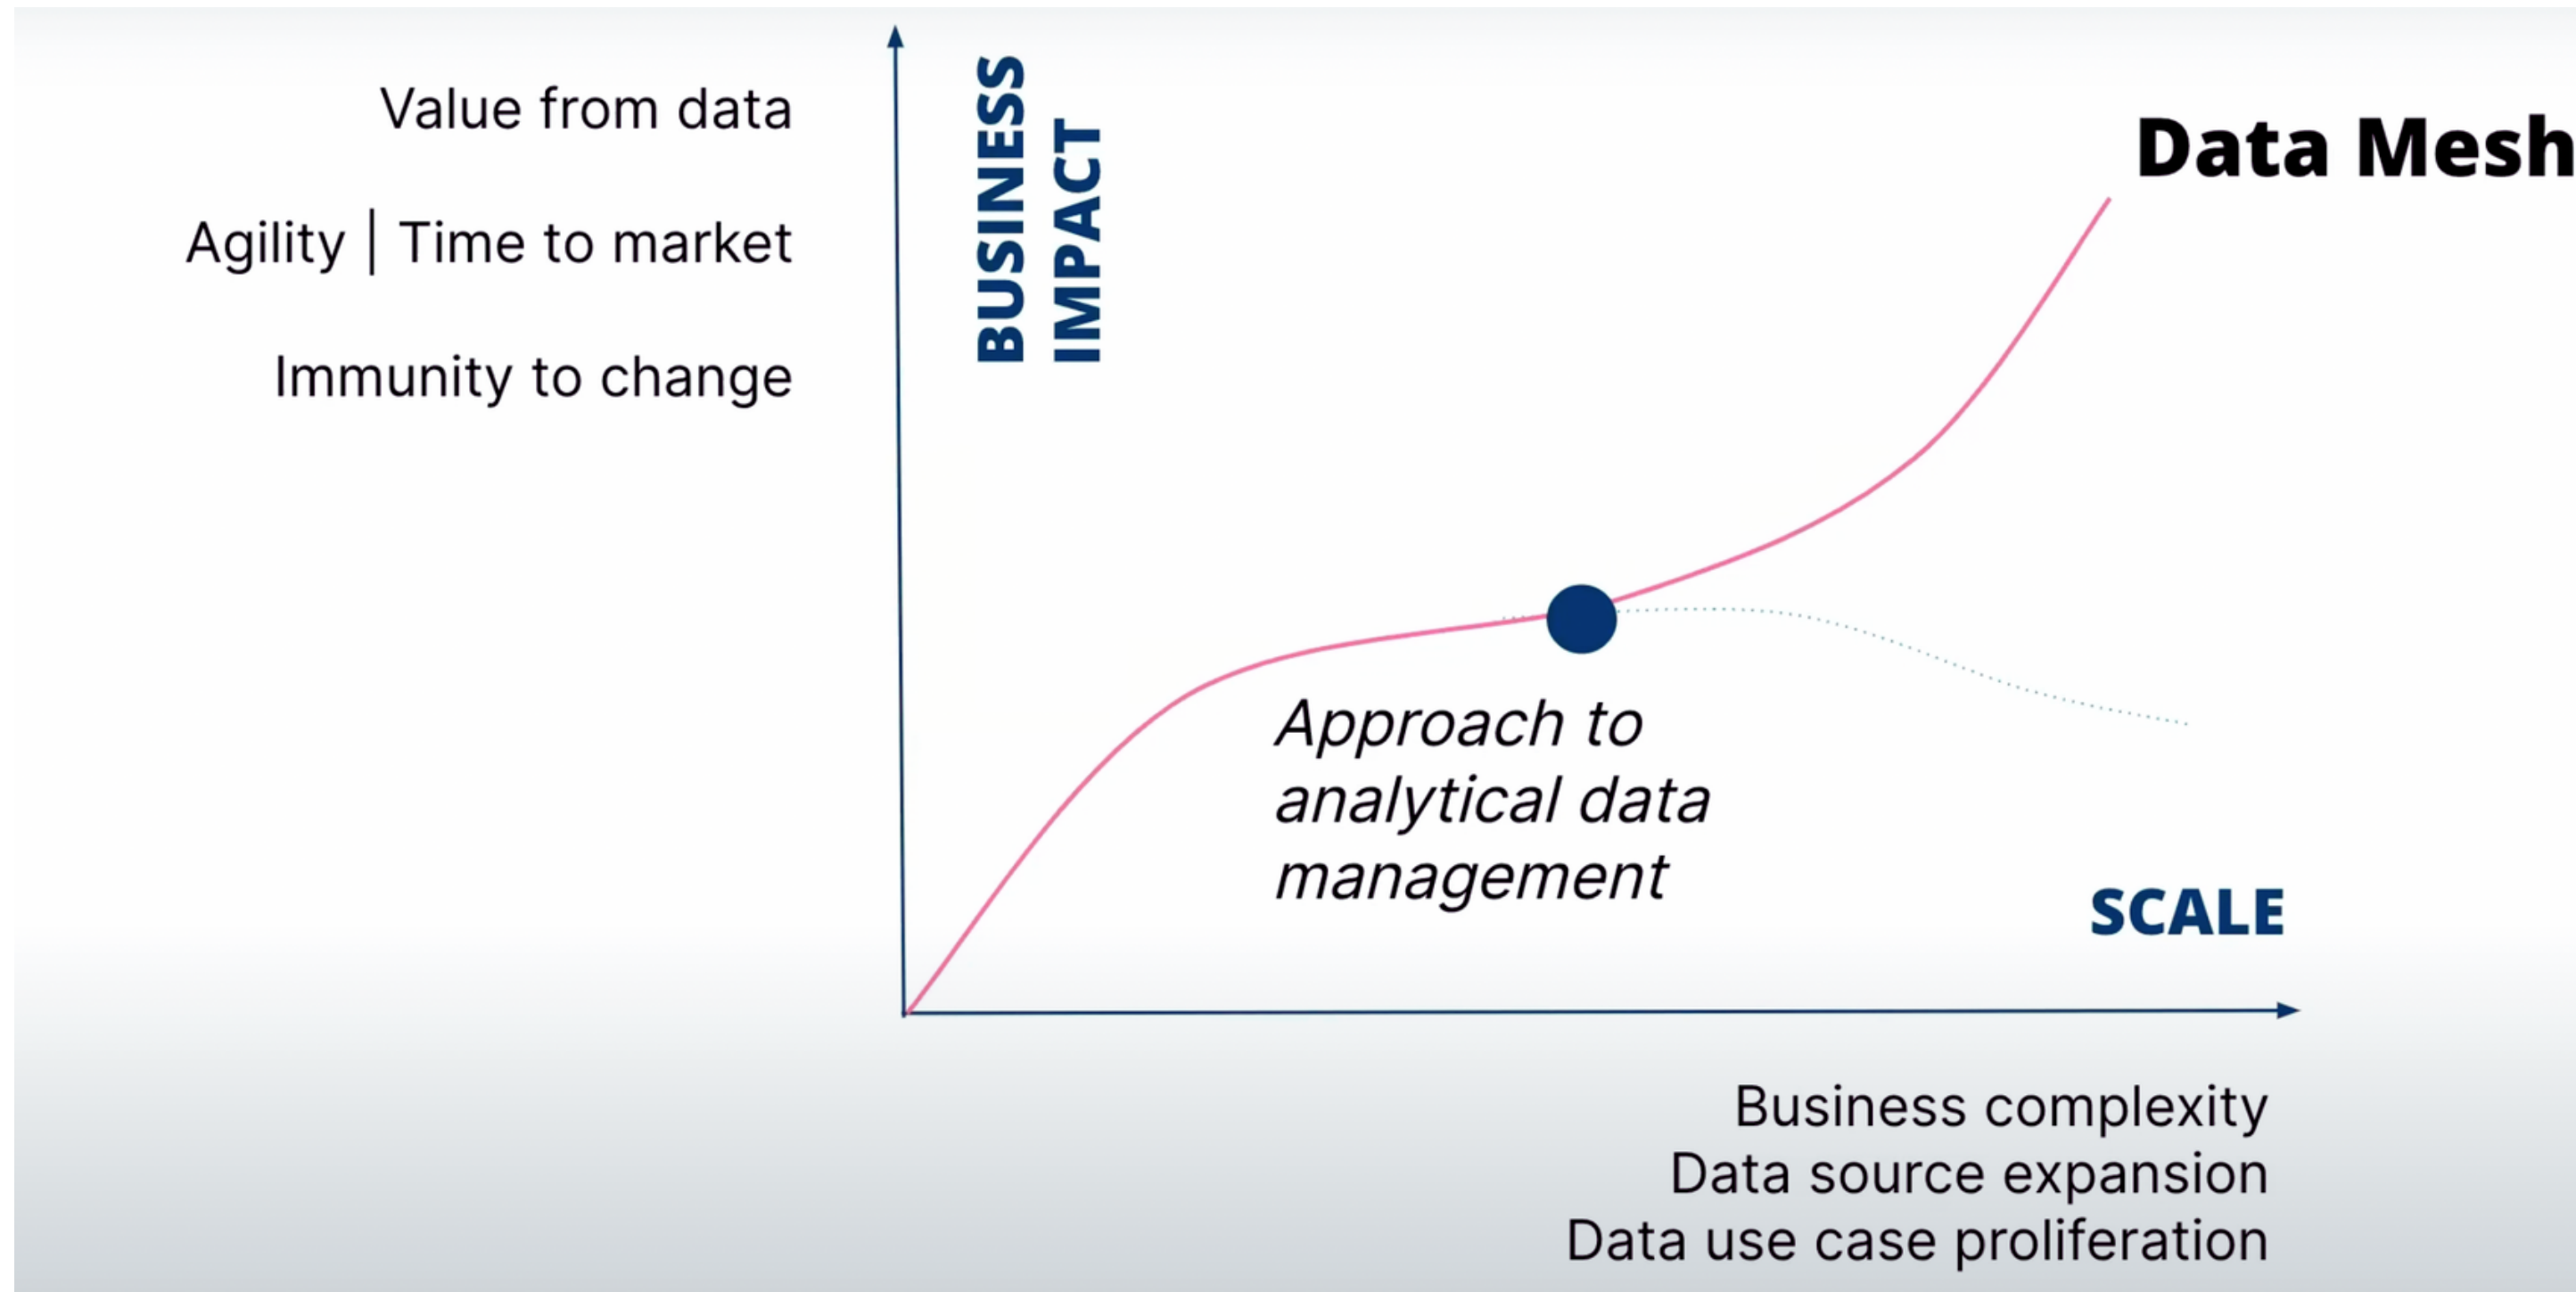 Value from data
Agility | Time to market
Immunity to change
BUSINESS
IMPACT
Data Mesh
Approach to
analytical data
management
SCALE
Business complexity
Data source expansion
Data use case proliferation